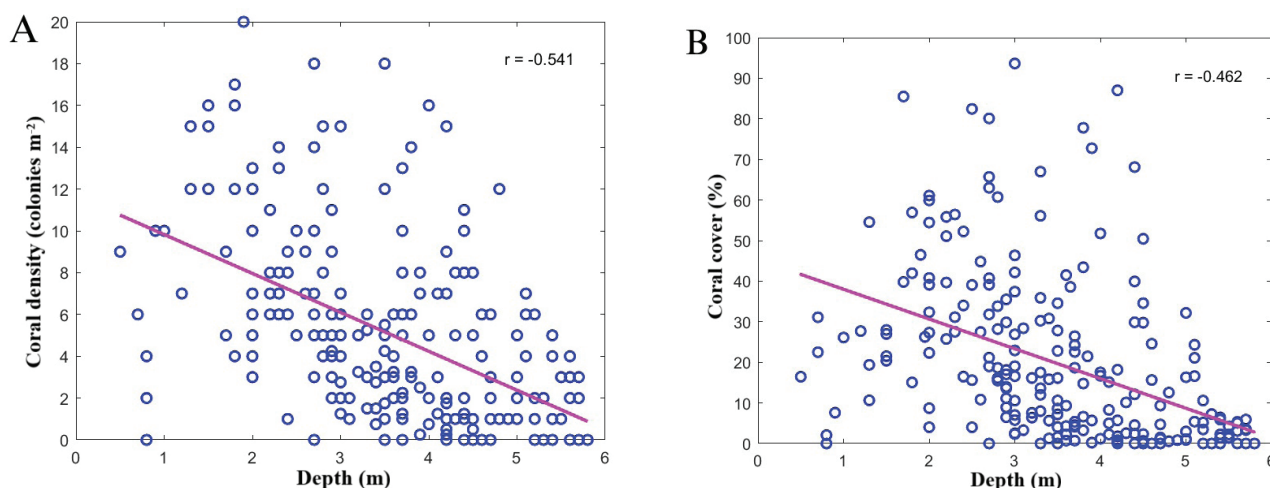 A
Coral density (colonies m⁻²)
20
18
16
14
12
10
8
6
4
2
0
r = -0.541
0 1 2 3 4 5 6
Depth (m)
B
Coral cover (%)
100
90
80
70
60
50
40
30
20
10
0
r = -0.462
0 1 2 3 4 5 6
Depth (m)